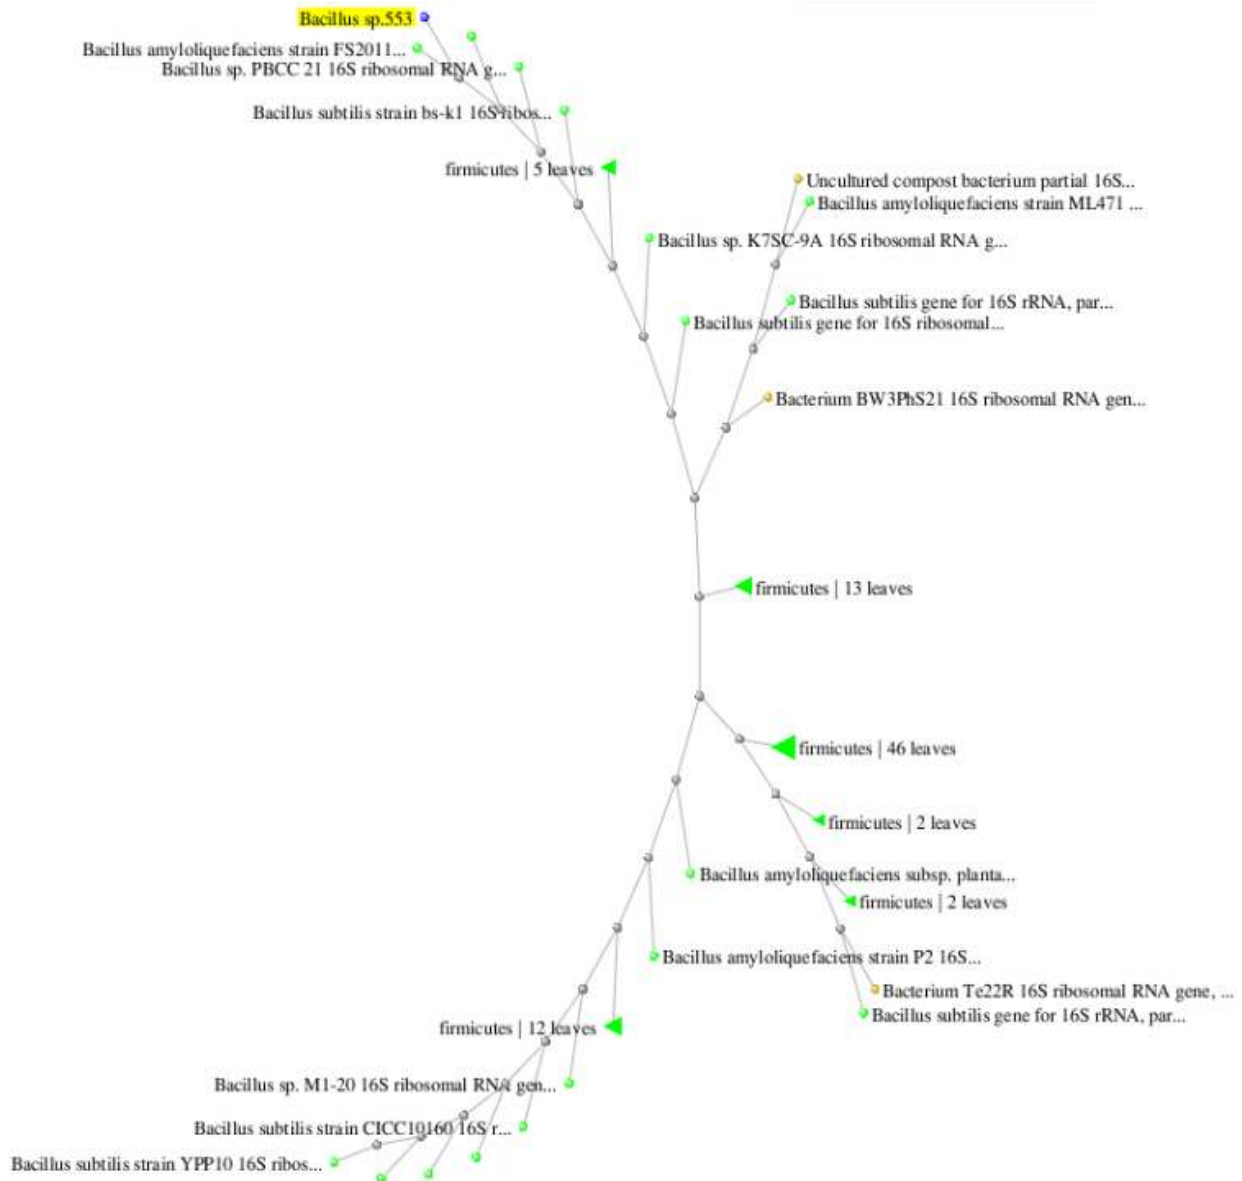 Bacillus sp.553
Bacillus amyloliquefaciens strain FS2011...
Bacillus sp. PBCC 21 16S ribosomal RNA g...
Bacillus subtilis strain bs-k1 16S ribos...
firmicutes | 5 leaves
Uncultured compost bacterium partial 16S...
Bacillus amyloliquefaciens strain ML471 ...
Bacillus sp. K7SC-9A 16S ribosomal RNA g...
Bacillus subtilis gene for 16S rRNA, par...
Bacillus subtilis gene for 16S ribosomal...
Bacterium BW3PhS21 16S ribosomal RNA gen...
firmicutes | 13 leaves
firmicutes | 46 leaves
firmicutes | 2 leaves
Bacillus amyloliquefaciens subsp. planta...
firmicutes | 2 leaves
Bacillus amyloliquefaciens strain P2 16S...
Bacterium Te22R 16S ribosomal RNA gene, ...
Bacillus subtilis gene for 16S rRNA, par...
firmicutes | 12 leaves
Bacillus sp. M1-20 16S ribosomal RNA gen...
Bacillus subtilis strain CICC10160 16S r...
Bacillus subtilis strain YPP10 16S ribos...